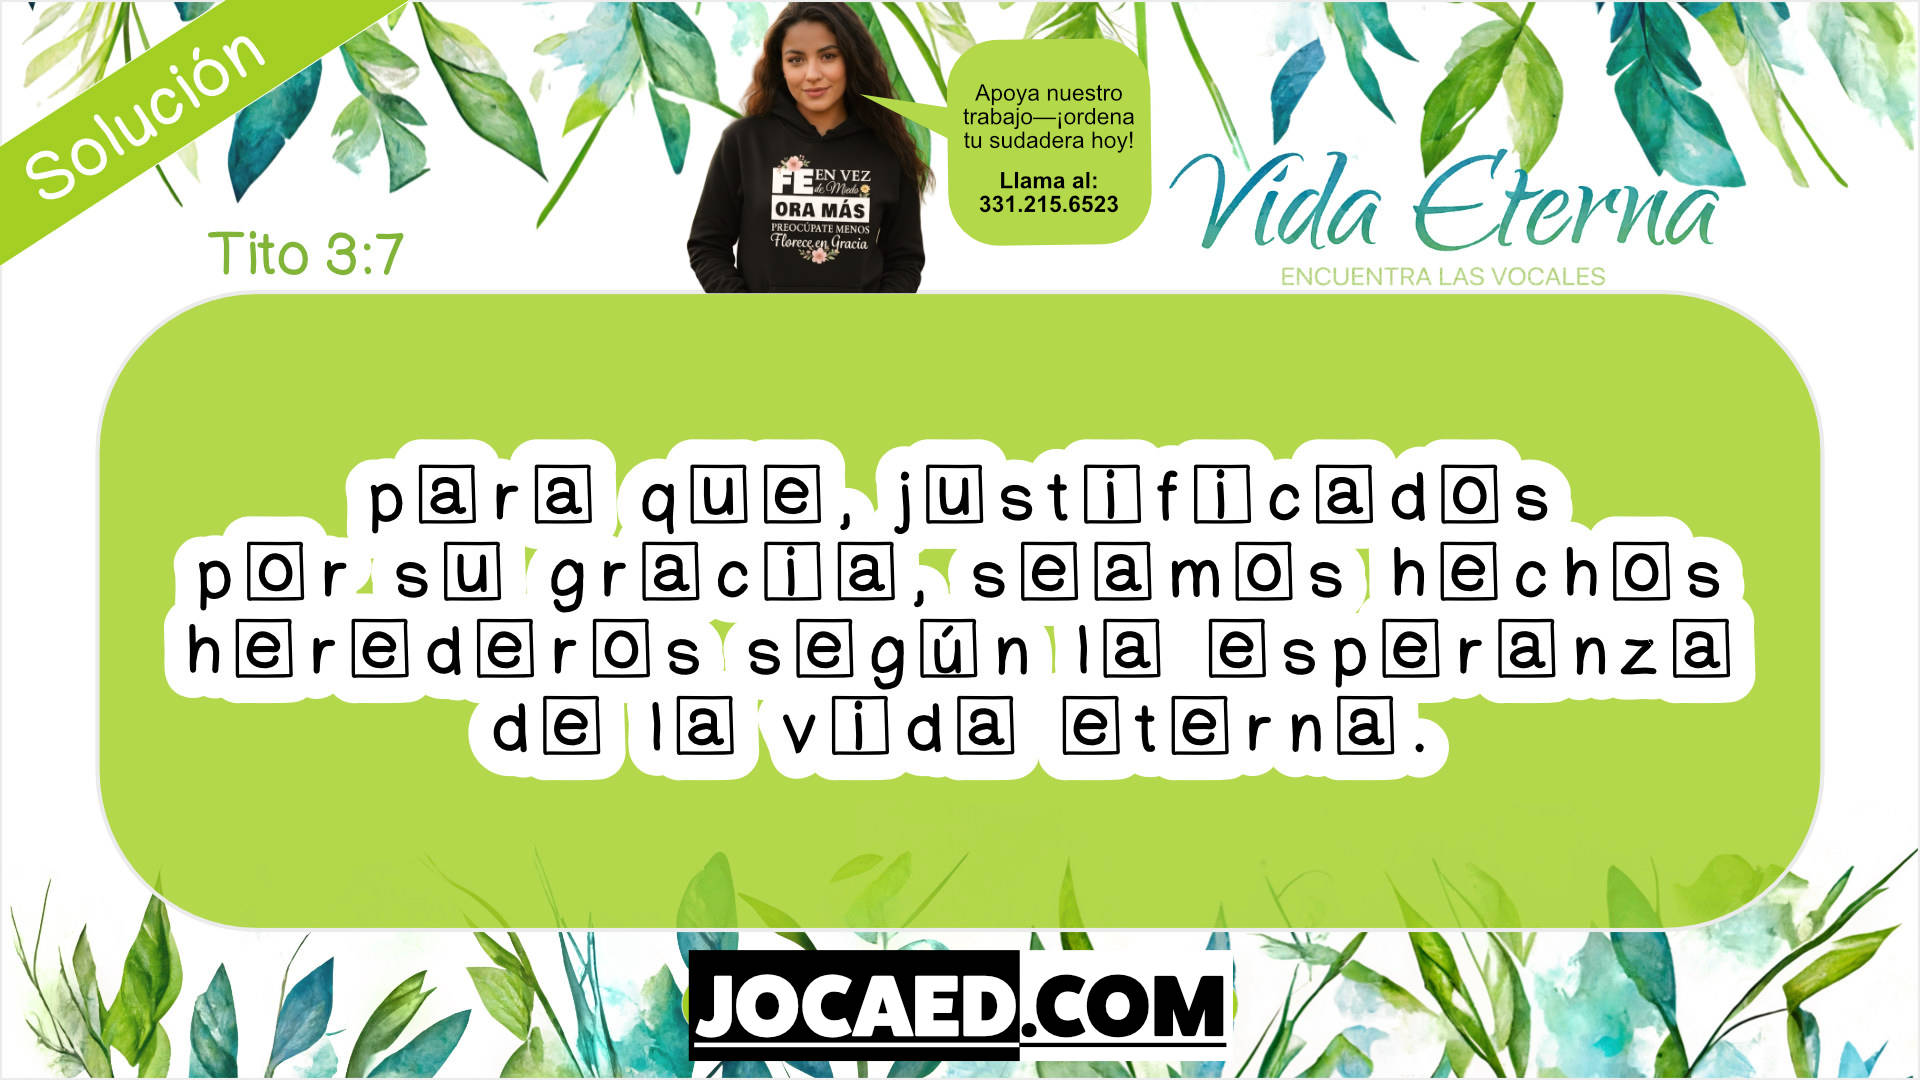 Solución
Tito 3:7
FE EN VEZ
de Miedo
ORA MÁS
PREOCÚPATE MENOS
Florece en Gracia
Apoya nuestro
trabajo—¡ordena
tu sudadera hoy!
Llama al:
331.215.6523
Vida Eterna
ENCUENTRA LAS VOCALES
para que, justificados
por su gracia, seamos hechos
herederos según la esperanza
de la vida eterna.
JOCAED.COM